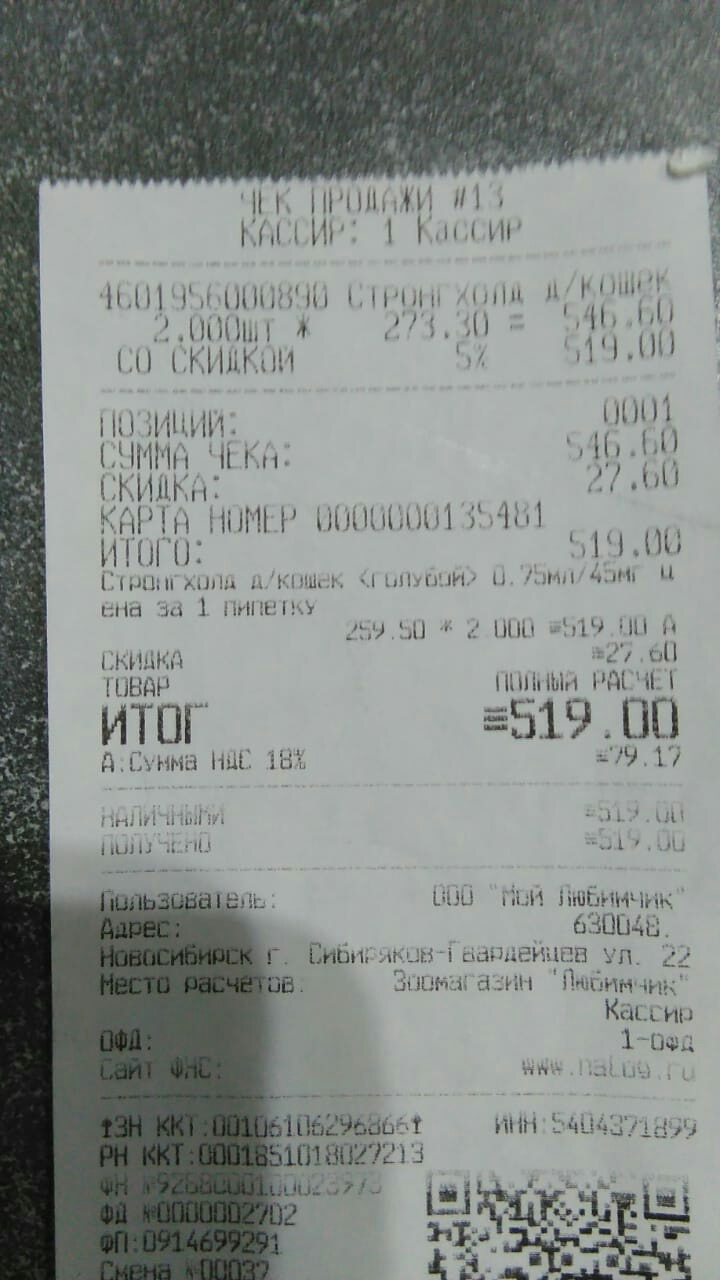 ЧЕК ПРОДАЖИ #13
КАССИР: 1 Кассир
4601956000890 Стронгхолд д/кошек
2.000шт * 273.30 = 546.60
СО СКИДКОЙ 5% 519.00
ПОЗИЦИЙ: 0001
СУММА ЧЕКА: 546.60
СКИДКА: 27.60
КАРТА НОМЕР 0000000135481
ИТОГО: 519.00
Стронгхолд д/кошек <голубой> 0.75мл/45мг ц
ена за 1 пипетку
259.50 * 2.000 =519.00 А
СКИДКА =27.60
ТОВАР ПОЛНЫЙ РАСЧЕТ
ИТОГ =519.00
А:Сумма НДС 18% =79.17
НАЛИЧНЫМИ =519.00
ПОЛУЧЕНО =519.00
Пользователь: ООО "Мой Любимчик"
Адрес: 630048,
Новосибирск г. Сибиряков-Гвардейцев ул. 22
Место расчетов: Зоомагазин "Любимчик"
Кассир
ОФД: 1-офд
Сайт ФНС: www.nalog.ru
ЗН ККТ:00106106296866 ИНН:5404371899
РН ККТ:0001851018027213
ФН №9268000100023973
ФД №0000002702
ФП:0914699291
Смена №00037